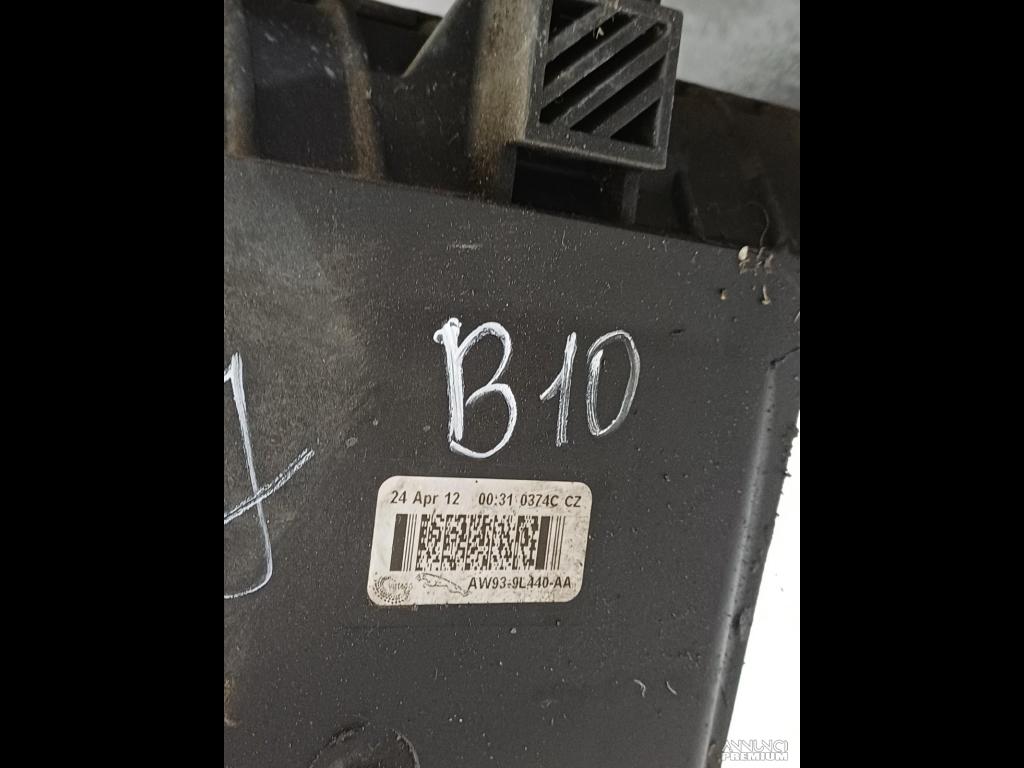 B10
24 Apr 12 00:31 0374C CZ
AW93-9L440-AA
ANNUNCI
PREMIUM